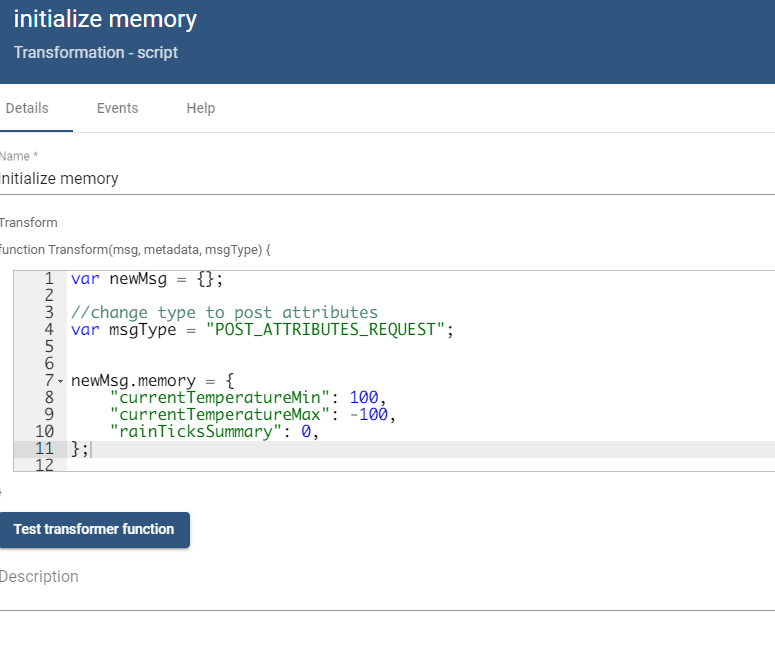 initialize memory
Transformation - script
Details Events Help
Name *
initialize memory
Transform
function Transform(msg, metadata, msgType) {
1 var newMsg = {};
2
3 //change type to post attributes
4 var msgType = "POST_ATTRIBUTES_REQUEST";
5
6
7 newMsg.memory = {
8 "currentTemperatureMin": 100,
9 "currentTemperatureMax": -100,
10 "rainTicksSummary": 0,
11 };
12
}
Test transformer function
Description